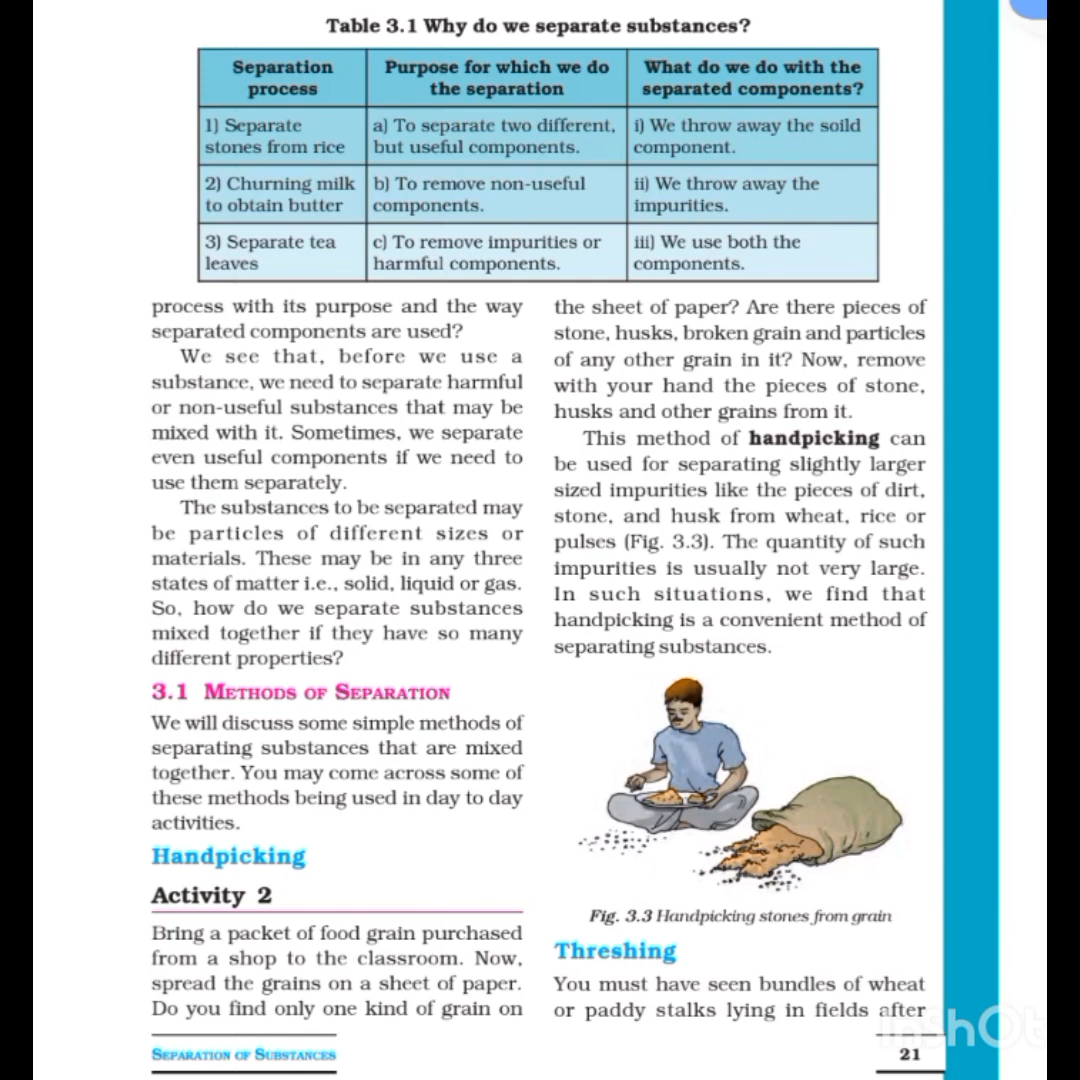 Table 3.1 Why do we separate substances?
Separation process
Purpose for which we do the separation
What do we do with the separated components?
1) Separate stones from rice
a) To separate two different, but useful components.
i) We throw away the soild component.
2) Churning milk to obtain butter
b) To remove non-useful components.
ii) We throw away the impurities.
3) Separate tea leaves
c) To remove impurities or harmful components.
iii) We use both the components.
process with its purpose and the way
separated components are used?
We see that, before we use a
substance, we need to separate harmful
or non-useful substances that may be
mixed with it. Sometimes, we separate
even useful components if we need to
use them separately.
The substances to be separated may
be particles of different sizes or
materials. These may be in any three
states of matter i.e., solid, liquid or gas.
So, how do we separate substances
mixed together if they have so many
different properties?
3.1 METHODS OF SEPARATION
We will discuss some simple methods of
separating substances that are mixed
together. You may come across some of
these methods being used in day to day
activities.
Handpicking
Activity 2
Bring a packet of food grain purchased
from a shop to the classroom. Now,
spread the grains on a sheet of paper.
Do you find only one kind of grain on
the sheet of paper? Are there pieces of
stone, husks, broken grain and particles
of any other grain in it? Now, remove
with your hand the pieces of stone,
husks and other grains from it.
This method of handpicking can
be used for separating slightly larger
sized impurities like the pieces of dirt,
stone, and husk from wheat, rice or
pulses (Fig. 3.3). The quantity of such
impurities is usually not very large.
In such situations, we find that
handpicking is a convenient method of
separating substances.
Fig. 3.3 Handpicking stones from grain
Threshing
You must have seen bundles of wheat
or paddy stalks lying in fields after
SEPARATION OF SUBSTANCES
21
InShOt